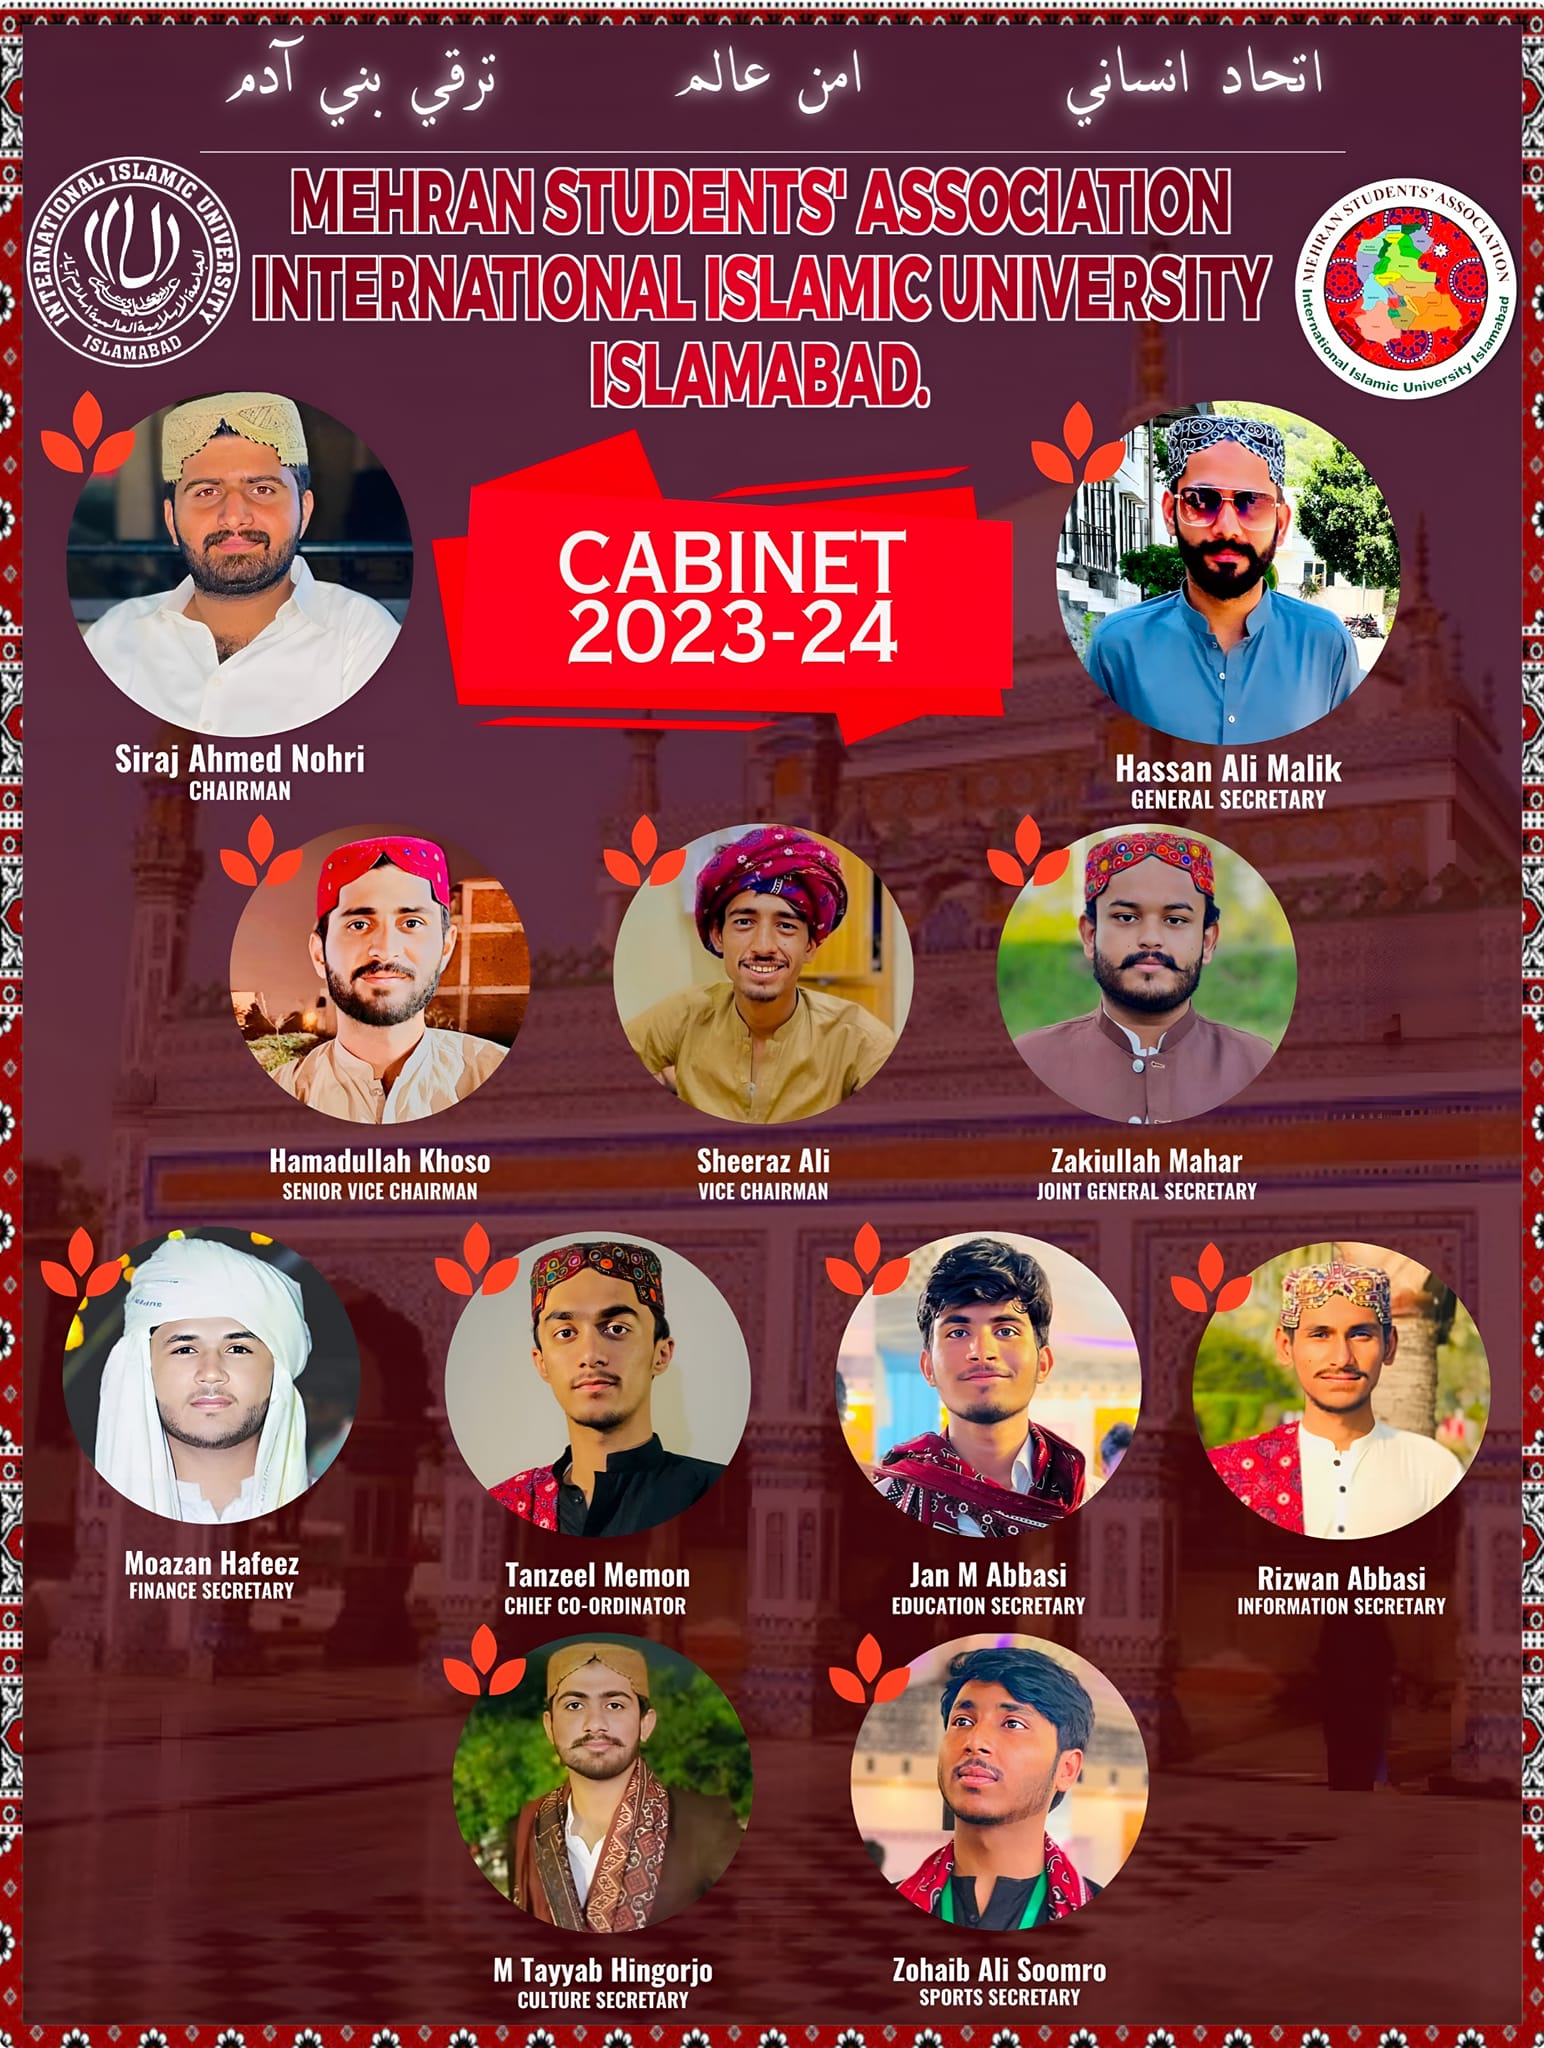 اتحاد انساني
امن عالم
ترقي بني آدم
INTERNATIONAL ISLAMIC UNIVERSITY
ISLAMABAD
MEHRAN STUDENTS' ASSOCIATION
INTERNATIONAL ISLAMIC UNIVERSITY
ISLAMABAD.
MEHRAN STUDENTS' ASSOCIATION
International Islamic University Islamabad
CABINET
2023-24
Siraj Ahmed Nohri
CHAIRMAN
Hassan Ali Malik
GENERAL SECRETARY
Hamadullah Khoso
SENIOR VICE CHAIRMAN
Sheeraz Ali
VICE CHAIRMAN
Zakiullah Mahar
JOINT GENERAL SECRETARY
Moazan Hafeez
FINANCE SECRETARY
Tanzeel Memon
CHIEF CO-ORDINATOR
Jan M Abbasi
EDUCATION SECRETARY
Rizwan Abbasi
INFORMATION SECRETARY
M Tayyab Hingorjo
CULTURE SECRETARY
Zohaib Ali Soomro
SPORTS SECRETARY